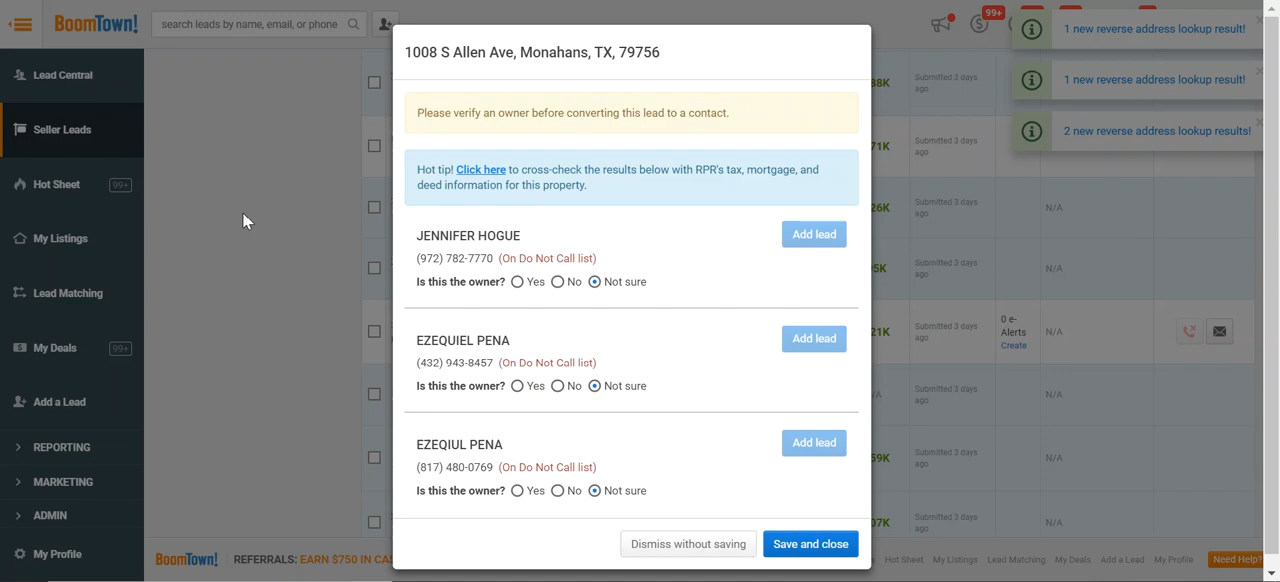 BoomTown!
search leads by name, email, or phone
99+
1 new reverse address lookup result!
1 new reverse address lookup result!
2 new reverse address lookup results!
Lead Central
Seller Leads
Hot Sheet 99+
My Listings
Lead Matching
My Deals 99+
Add a Lead
REPORTING
MARKETING
ADMIN
My Profile
1008 S Allen Ave, Monahans, TX, 79756
Please verify an owner before converting this lead to a contact.
Hot tip! Click here to cross-check the results below with RPR's tax, mortgage, and
deed information for this property.
JENNIFER HOGUE
Add lead
(972) 782-7770 (On Do Not Call list)
Is this the owner? Yes No Not sure
EZEQUIEL PENA
Add lead
(432) 943-8457 (On Do Not Call list)
Is this the owner? Yes No Not sure
EZEQIUL PENA
Add lead
(817) 480-0769 (On Do Not Call list)
Is this the owner? Yes No Not sure
Dismiss without saving
Save and close
38K
Submitted 3 days
ago
71K
Submitted 3 days
ago
26K
Submitted 3 days
ago
N/A
5K
Submitted 3 days
ago
N/A
21K
Submitted 3 days
ago
0 e-
Alerts
Create
N/A
/A
Submitted 3 days
ago
N/A
59K
Submitted 3 days
ago
N/A
07K
Submitted 3 days
ago
N/A
BoomTown!
REFERRALS: EARN $750 IN CAS
Hot Sheet My Listings Lead Matching My Deals Add a Lead My Profile
Need Help?